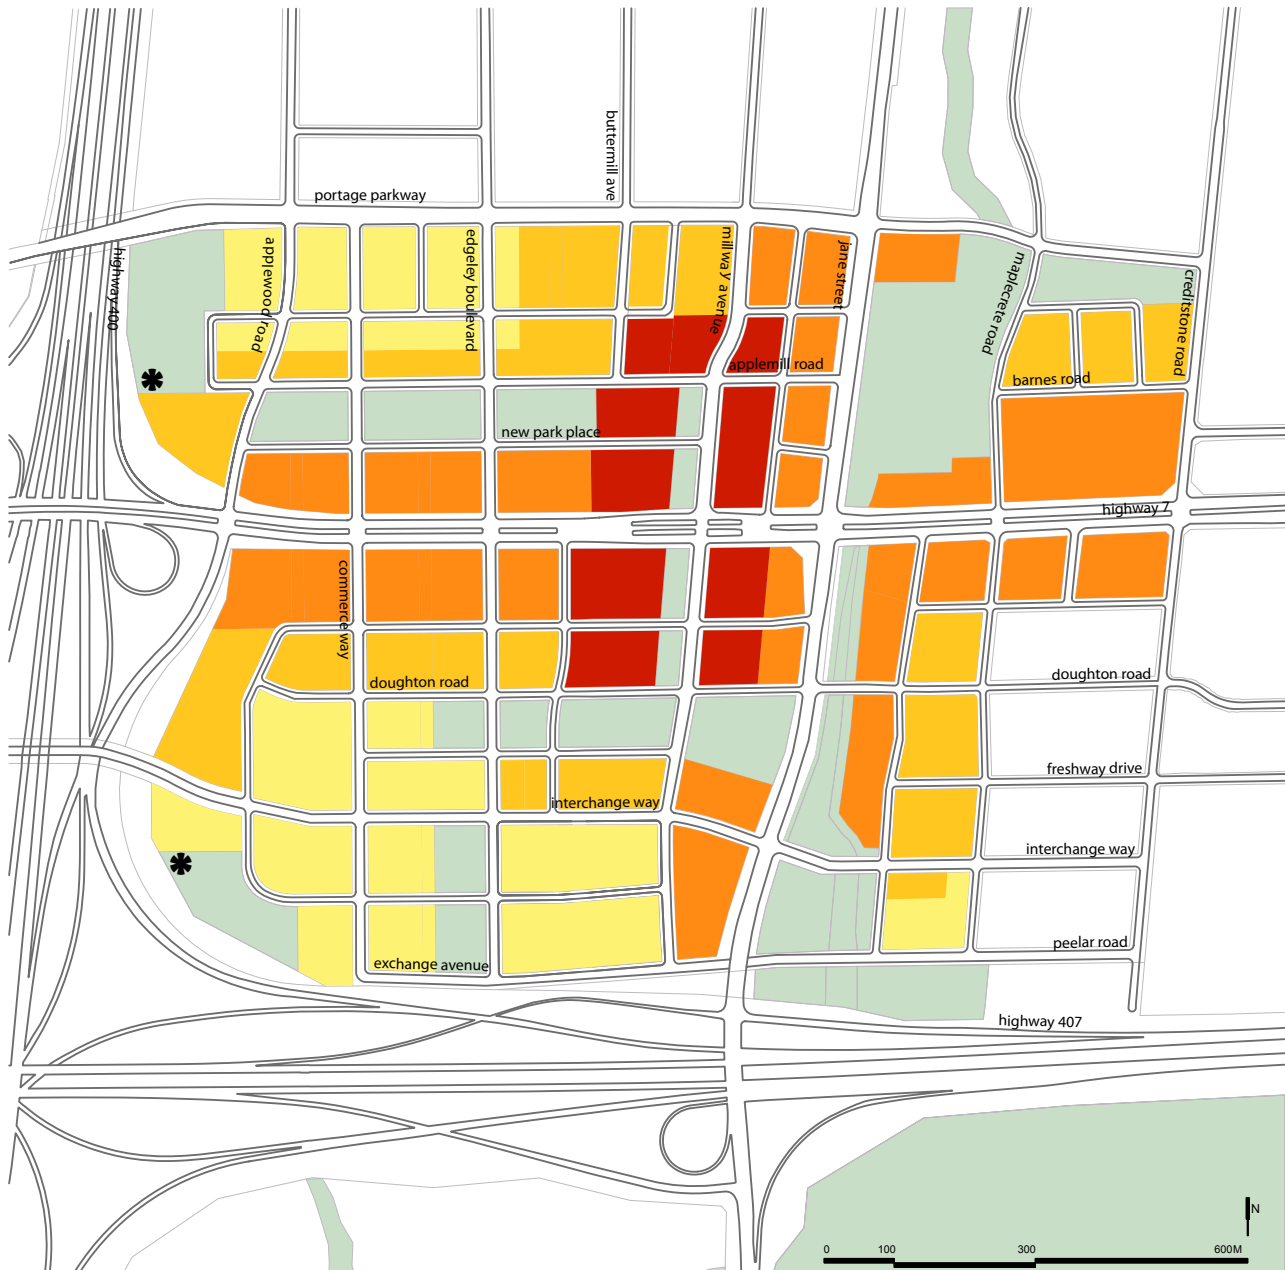 buttermill ave
portage parkway
highway 400
applewood road
edgeley boulevard
millway avenue
jane street
maplecrete road
creditstone road
applemill road
barnes road
new park place
highway 7
commerce way
doughton road
doughton road
freshway drive
interchange way
interchange way
peelar road
exchange avenue
highway 407
N
0 100 300 600M